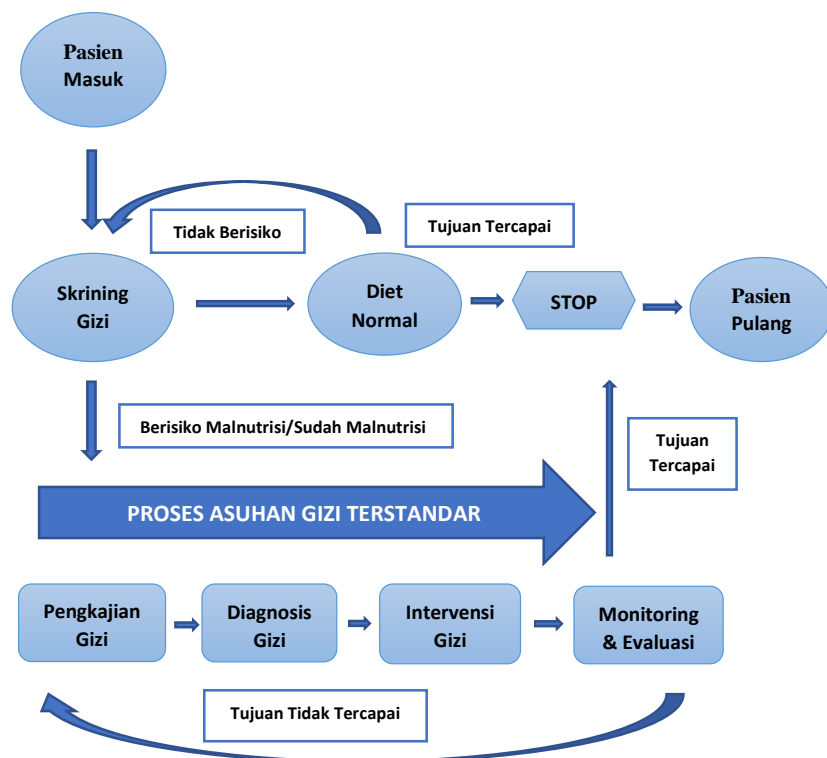 Pasien
Masuk
Tidak Berisiko
Tujuan Tercapai
Skrining
Gizi
Diet
Normal
STOP
Pasien
Pulang
Berisiko Malnutrisi/Sudah Malnutrisi
Tujuan
Tercapai
PROSES ASUHAN GIZI TERSTANDAR
Pengkajian
Gizi
Diagnosis
Gizi
Intervensi
Gizi
Monitoring
& Evaluasi
Tujuan Tidak Tercapai